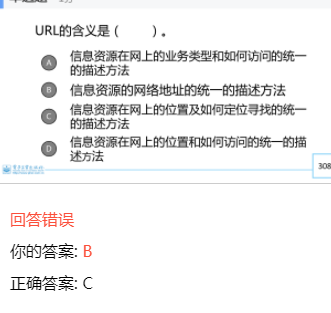 URL的含义是（ ）。
A 信息资源在网上的业务类型和如何访问的统一
的描述方法
B 信息资源的网络地址的统一的描述方法
C 信息资源在网上的位置及如何定位寻找的统一
的描述方法
D 信息资源在网上的位置和如何访问的统一的描
述方法
308
回答错误
你的答案: B
正确答案: C